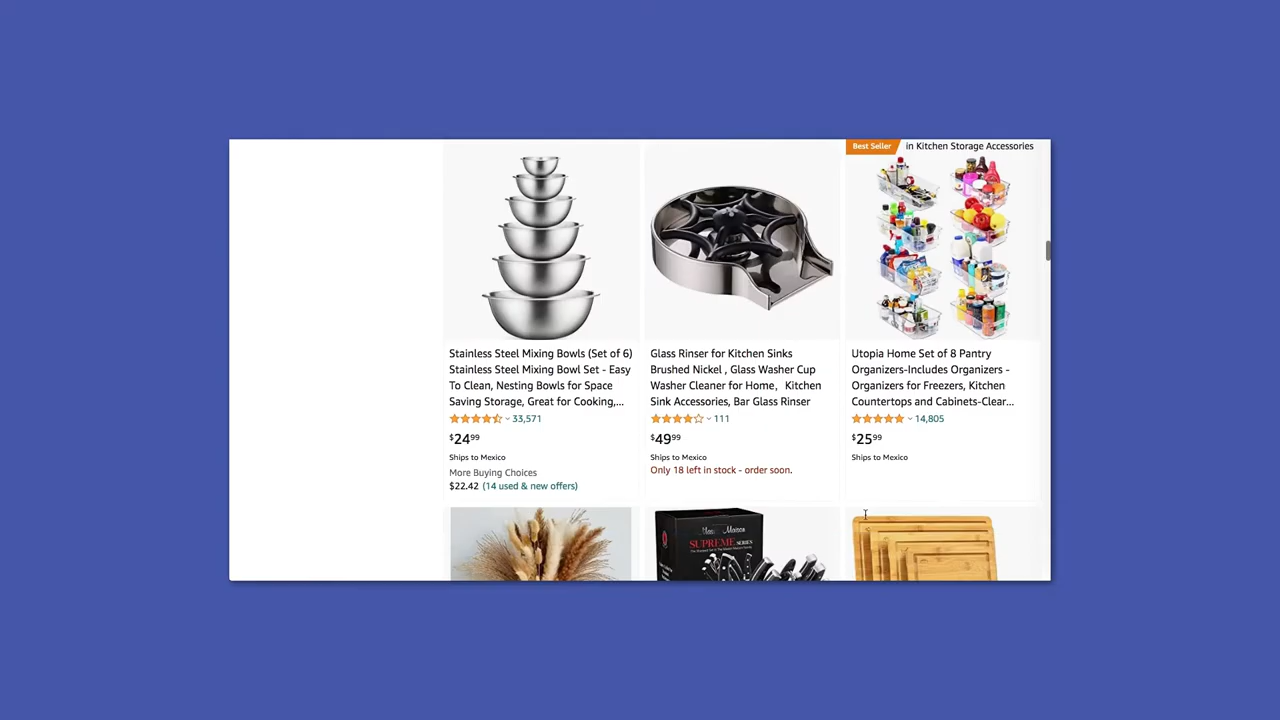 Best Seller in Kitchen Storage Accessories
Stainless Steel Mixing Bowls (Set of 6)
Stainless Steel Mixing Bowl Set - Easy
To Clean, Nesting Bowls for Space
Saving Storage, Great for Cooking,...
33,571
$24.99
Ships to Mexico
More Buying Choices
$22.42 (14 used & new offers)
Glass Rinser for Kitchen Sinks
Brushed Nickel , Glass Washer Cup
Washer Cleaner for Home, Kitchen
Sink Accessories, Bar Glass Rinser
111
$49.99
Ships to Mexico
Only 18 left in stock - order soon.
Utopia Home Set of 8 Pantry
Organizers-Includes Organizers -
Organizers for Freezers, Kitchen
Countertops and Cabinets-Clear...
14,805
$25.99
Ships to Mexico
Maison
SUPREME SERIES